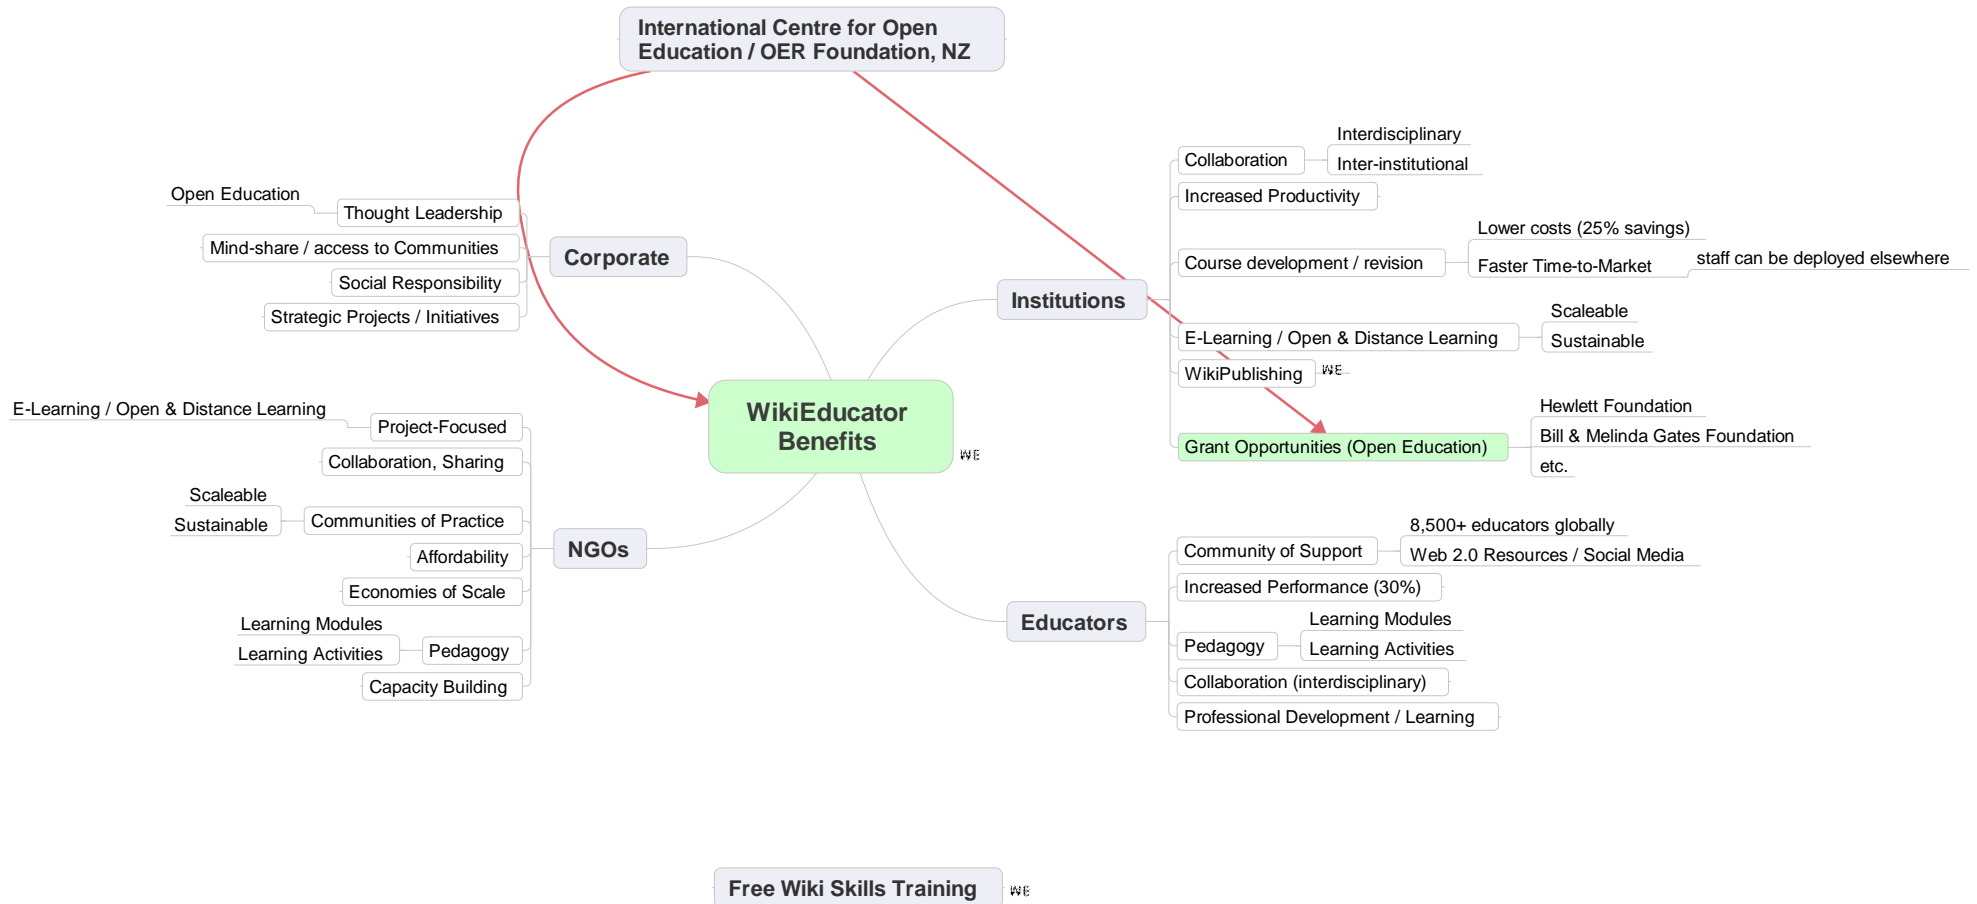 International Centre for Open
Education / OER Foundation, NZ
Open Education
Thought Leadership
Mind-share / access to Communities
Social Responsibility
Strategic Projects / Initiatives
Corporate
E-Learning / Open & Distance Learning
Project-Focused
Collaboration, Sharing
Scaleable
Sustainable
Communities of Practice
Affordability
Economies of Scale
Learning Modules
Learning Activities
Pedagogy
Capacity Building
NGOs
WikiEducator
Benefits
WE
Institutions
Collaboration
Interdisciplinary
Inter-institutional
Increased Productivity
Course development / revision
Lower costs (25% savings)
Faster Time-to-Market
staff can be deployed elsewhere
E-Learning / Open & Distance Learning
Scaleable
Sustainable
WikiPublishing
WE
Grant Opportunities (Open Education)
Hewlett Foundation
Bill & Melinda Gates Foundation
etc.
Educators
Community of Support
8,500+ educators globally
Web 2.0 Resources / Social Media
Increased Performance (30%)
Pedagogy
Learning Modules
Learning Activities
Collaboration (interdisciplinary)
Professional Development / Learning
Free Wiki Skills Training
WE